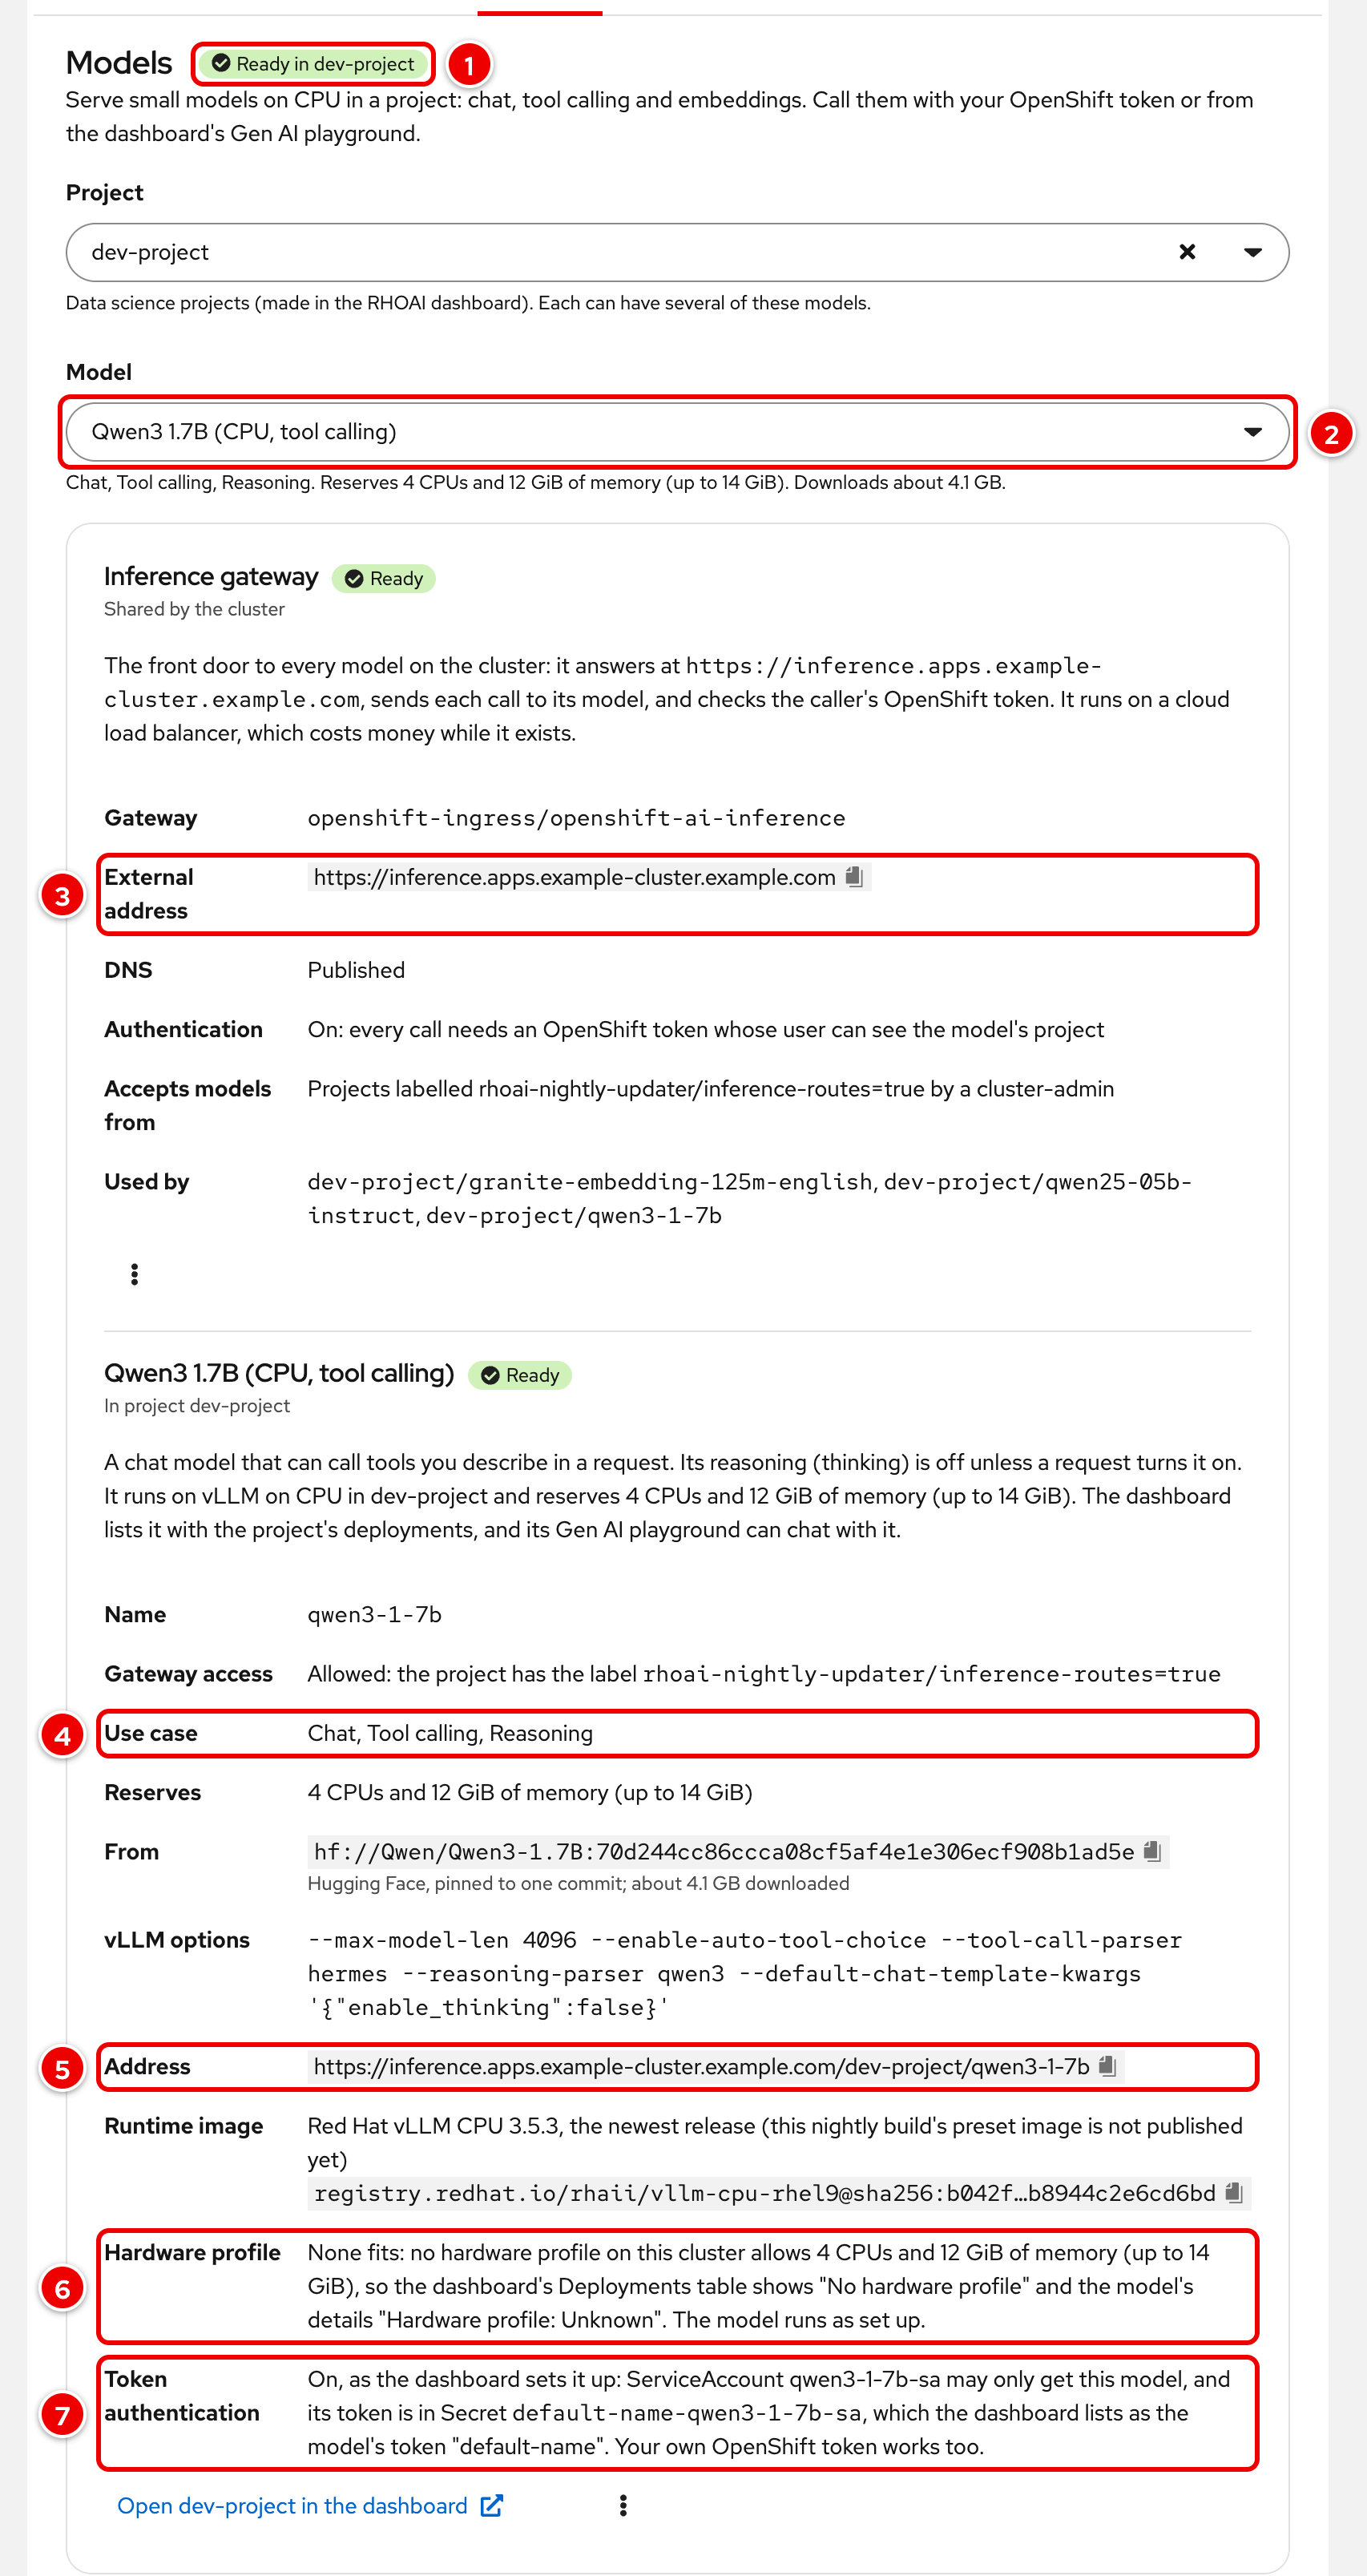 Models Ready in dev-project 1
Serve small models on CPU in a project: chat, tool calling and embeddings. Call them with your OpenShift token or from
the dashboard's Gen AI playground.
Project
dev-project
Data science projects (made in the RHOAI dashboard). Each can have several of these models.
Model
Qwen3 1.7B (CPU, tool calling) 2
Chat, Tool calling, Reasoning. Reserves 4 CPUs and 12 GiB of memory (up to 14 GiB). Downloads about 4.1 GB.
Inference gateway Ready
Shared by the cluster
The front door to every model on the cluster: it answers at https://inference.apps.example-
cluster.example.com, sends each call to its model, and checks the caller's OpenShift token. It runs on a cloud
load balancer, which costs money while it exists.
Gateway openshift-ingress/openshift-ai-inference
3 External https://inference.apps.example-cluster.example.com
address
DNS Published
Authentication On: every call needs an OpenShift token whose user can see the model's project
Accepts models Projects labelled rhoai-nightly-updater/inference-routes=true by a cluster-admin
from
Used by dev-project/granite-embedding-125m-english, dev-project/qwen25-05b-
instruct, dev-project/qwen3-1-7b
Qwen3 1.7B (CPU, tool calling) Ready
In project dev-project
A chat model that can call tools you describe in a request. Its reasoning (thinking) is off unless a request turns it on.
It runs on vLLM on CPU in dev-project and reserves 4 CPUs and 12 GiB of memory (up to 14 GiB). The dashboard
lists it with the project's deployments, and its Gen AI playground can chat with it.
Name qwen3-1-7b
Gateway access Allowed: the project has the label rhoai-nightly-updater/inference-routes=true
4 Use case Chat, Tool calling, Reasoning
Reserves 4 CPUs and 12 GiB of memory (up to 14 GiB)
From hf://Qwen/Qwen3-1.7B:70d244cc86ccca08cf5af4e1e306ecf908b1ad5e
Hugging Face, pinned to one commit; about 4.1 GB downloaded
vLLM options --max-model-len 4096 --enable-auto-tool-choice --tool-call-parser
hermes --reasoning-parser qwen3 --default-chat-template-kwargs
'{"enable_thinking":false}'
5 Address https://inference.apps.example-cluster.example.com/dev-project/qwen3-1-7b
Runtime image Red Hat vLLM CPU 3.5.3, the newest release (this nightly build's preset image is not published
yet)
registry.redhat.io/rhaii/vllm-cpu-rhel9@sha256:b042f…b8944c2e6cd6bd
6 Hardware profile None fits: no hardware profile on this cluster allows 4 CPUs and 12 GiB of memory (up to 14
GiB), so the dashboard's Deployments table shows "No hardware profile" and the model's
details "Hardware profile: Unknown". The model runs as set up.
7 Token On, as the dashboard sets it up: ServiceAccount qwen3-1-7b-sa may only get this model, and
authentication its token is in Secret default-name-qwen3-1-7b-sa, which the dashboard lists as the
model's token "default-name". Your own OpenShift token works too.
Open dev-project in the dashboard